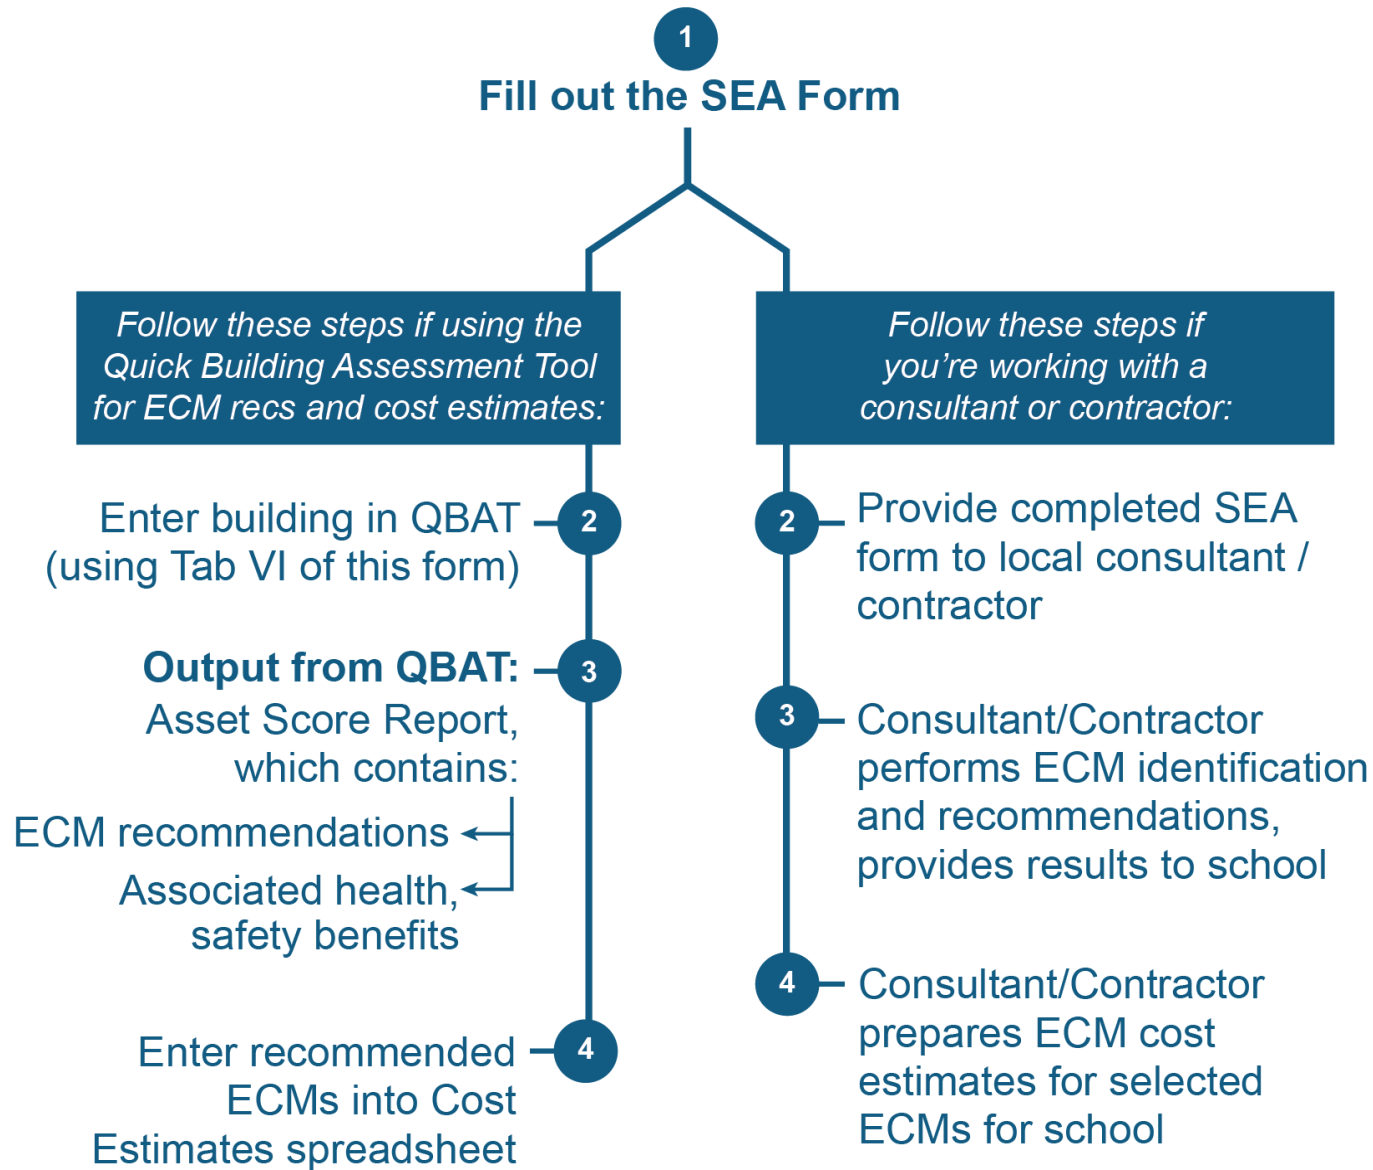 1
Fill out the SEA Form
Follow these steps if using the
Quick Building Assessment Tool
for ECM recs and cost estimates:
Enter building in QBAT
(using Tab VI of this form)
2
Output from QBAT:
3
Asset Score Report,
which contains:
ECM recommendations
Associated health,
safety benefits
Enter recommended
4
ECMs into Cost
Estimates spreadsheet
Follow these steps if
you’re working with a
consultant or contractor:
2
Provide completed SEA
form to local consultant /
contractor
3
Consultant/Contractor
performs ECM identification
and recommendations,
provides results to school
4
Consultant/Contractor
prepares ECM cost
estimates for selected
ECMs for school